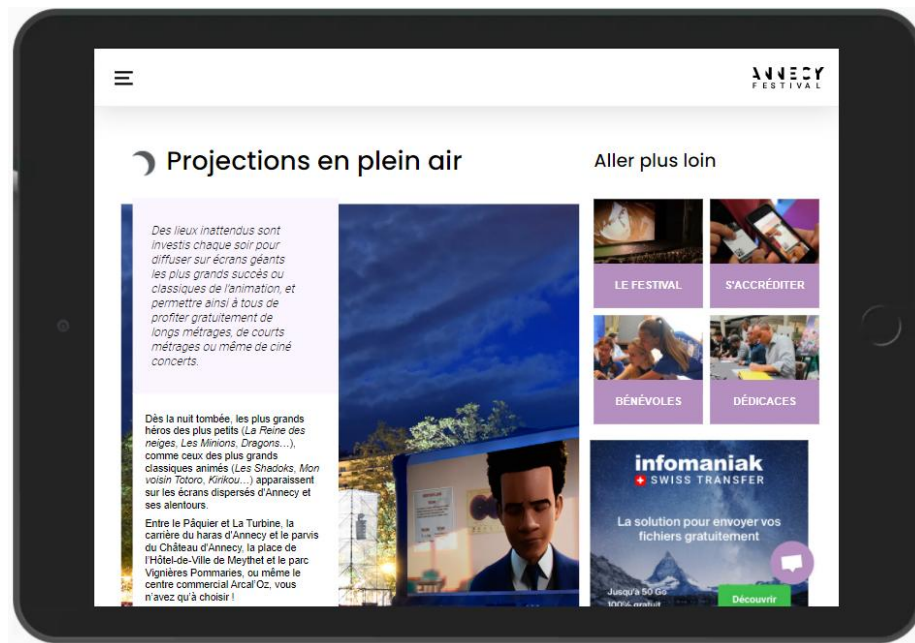 ANNECY
FESTIVAL
Projections en plein air
Des lieux inattendus sont
investis chaque soir pour
diffuser sur écrans géants
les plus grands succès ou
classiques de l'animation, et
permettre ainsi à tous de
profiter gratuitement de
longs métrages, de courts
métrages ou même de ciné
concerts.
Dès la nuit tombée, les plus grands
héros des plus petits (La Reine des
neiges, Les Minions, Dragons…),
comme ceux des plus grands
classiques animés (Les Shadoks, Mon
voisin Totoro, Kirikou…) apparaissent
sur les écrans dispersés d'Annecy et
ses alentours.
Entre le Pâquier et La Turbine, la
carrière du haras d'Annecy et le parvis
du Château d'Annecy, la place de
l'Hôtel-de-Ville de Meythet et le parc
Vignières Pommaries, ou même le
centre commercial Arcal'Oz, vous
n'avez qu'à choisir !
Aller plus loin
LE FESTIVAL
S'ACCRÉDITER
BÉNÉVOLES
DÉDICACES
infomaniak
SWISS TRANSFER
La solution pour envoyer vos
fichiers gratuitement
Jusqu'à 50 Go
100% gratuit
Découvrir